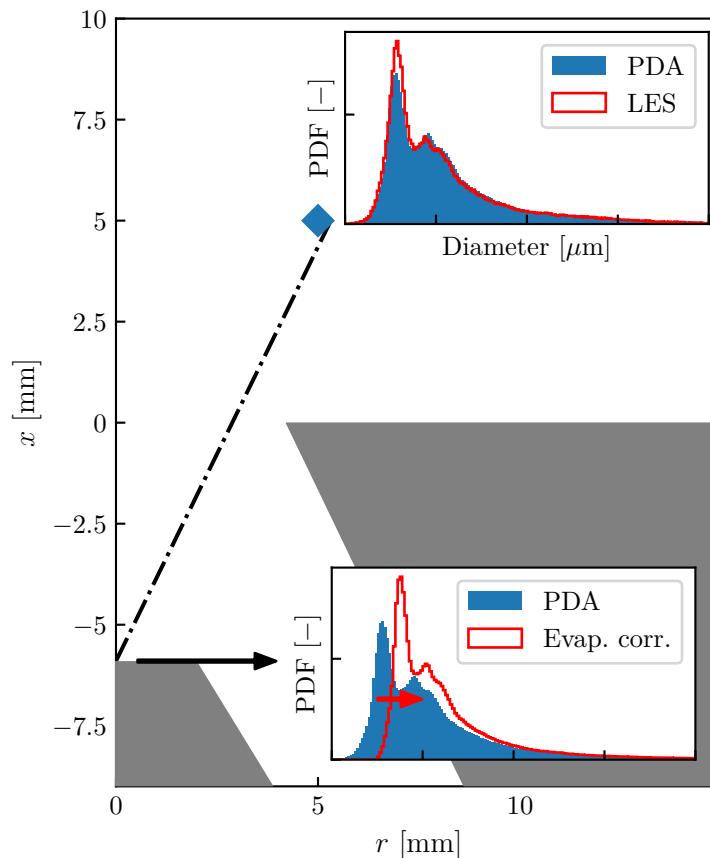 10
7.5
5
2.5
0
−2.5
−5
−7.5
x [mm]
0
5
10
r [mm]
PDF [−]
PDA
LES
Diameter [μm]
PDF [−]
PDA
Evap. corr.